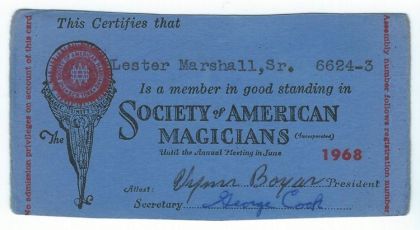 This Certifies that
Lester Marshall,Sr. 6624-3
Is a member in good standing in
The SOCIETY of AMERICAN
MAGICIANS (Incorporated)
Until the Annual Meeting in June
1968
Attest: President
Secretary George Cook
No admission privileges on account of this card
Assembly number follows registration number